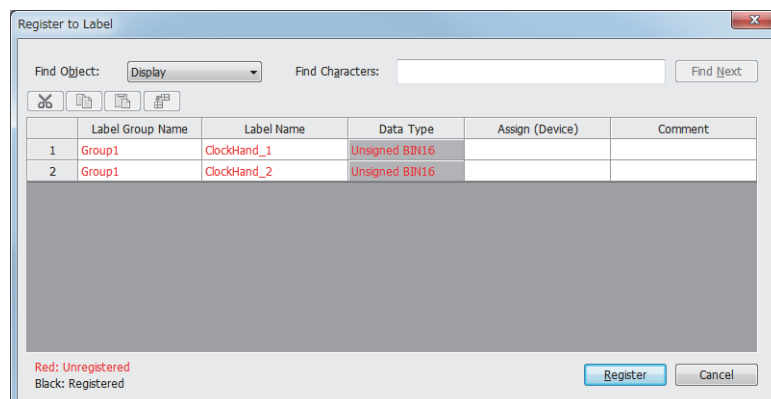 Register to Label
Find Object: Display Find Characters: Find Next
Label Group Name Label Name Data Type Assign (Device) Comment
1 Group1 ClockHand_1 Unsigned BIN16
2 Group1 ClockHand_2 Unsigned BIN16
Red: Unregistered
Black: Registered
Register Cancel